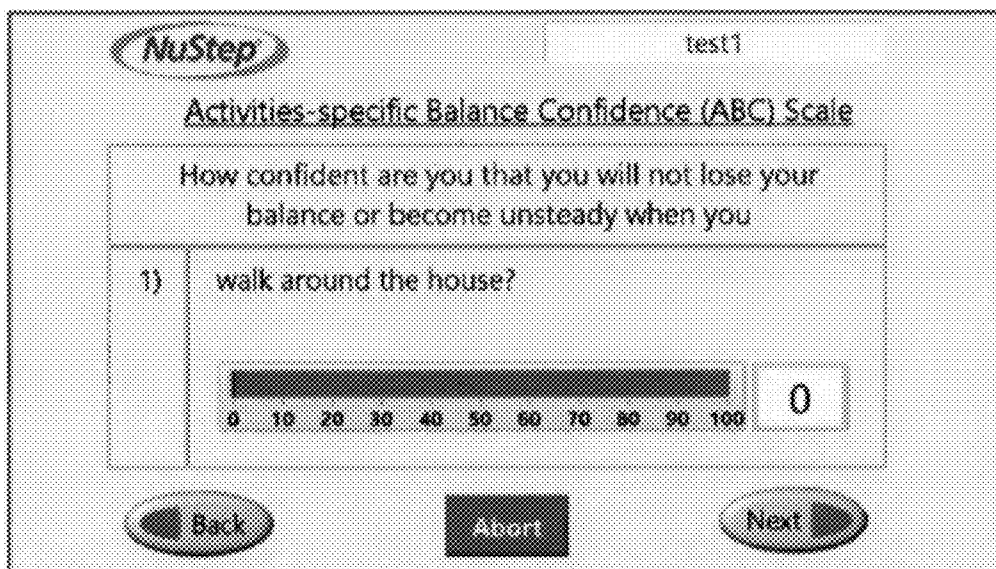 NuStep
test1
Activities-specific Balance Confidence (ABC) Scale
How confident are you that you will not lose your
balance or become unsteady when you
1) walk around the house?
0 10 20 30 40 50 60 70 80 90 100
0
Back Abort Next